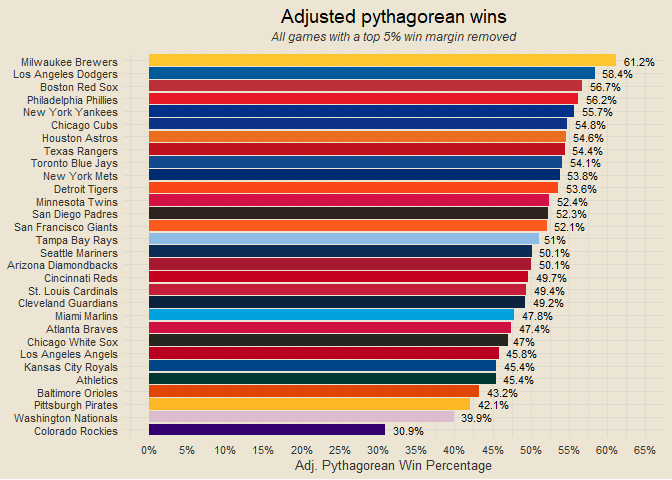 Adjusted pythagorean wins
All games with a top 5% win margin removed
Milwaukee Brewers 61.2%
Los Angeles Dodgers 58.4%
Boston Red Sox 56.7%
Philadelphia Phillies 56.2%
New York Yankees 55.7%
Chicago Cubs 54.8%
Houston Astros 54.6%
Texas Rangers 54.4%
Toronto Blue Jays 54.1%
New York Mets 53.8%
Detroit Tigers 53.6%
Minnesota Twins 52.4%
San Diego Padres 52.3%
San Francisco Giants 52.1%
Tampa Bay Rays 51%
Seattle Mariners 50.1%
Arizona Diamondbacks 50.1%
Cincinnati Reds 49.7%
St. Louis Cardinals 49.4%
Cleveland Guardians 49.2%
Miami Marlins 47.8%
Atlanta Braves 47.4%
Chicago White Sox 47%
Los Angeles Angels 45.8%
Kansas City Royals 45.4%
Athletics 45.4%
Baltimore Orioles 43.2%
Pittsburgh Pirates 42.1%
Washington Nationals 39.9%
Colorado Rockies 30.9%
0% 5% 10% 15% 20% 25% 30% 35% 40% 45% 50% 55% 60% 65%
Adj. Pythagorean Win Percentage